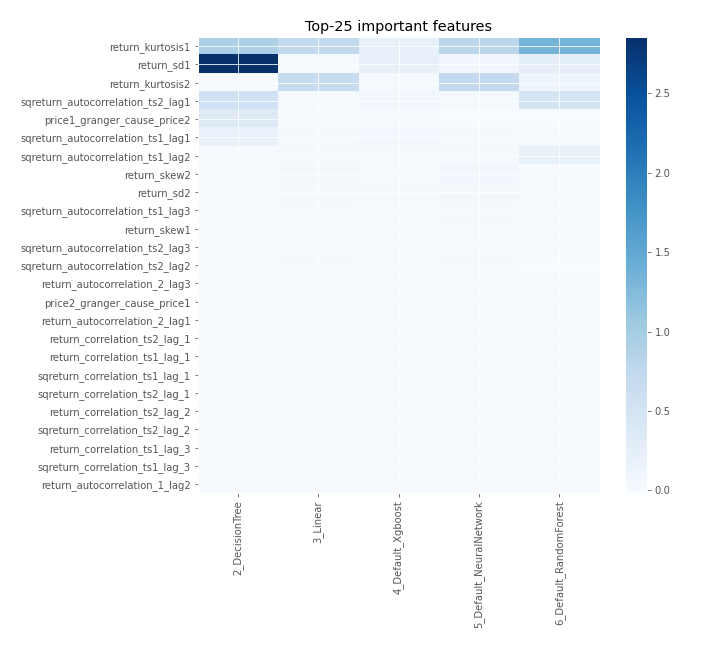 Top-25 important features
return_kurtosis1
return_sd1
return_kurtosis2
sqreturn_autocorrelation_ts2_lag1
price1_granger_cause_price2
sqreturn_autocorrelation_ts1_lag1
sqreturn_autocorrelation_ts1_lag2
return_skew2
return_sd2
sqreturn_autocorrelation_ts1_lag3
return_skew1
sqreturn_autocorrelation_ts2_lag3
sqreturn_autocorrelation_ts2_lag2
return_autocorrelation_2_lag3
price2_granger_cause_price1
return_autocorrelation_2_lag1
return_correlation_ts2_lag_1
return_correlation_ts1_lag_1
sqreturn_correlation_ts1_lag_1
sqreturn_correlation_ts2_lag_1
return_correlation_ts2_lag_2
sqreturn_correlation_ts2_lag_2
return_correlation_ts1_lag_3
sqreturn_correlation_ts1_lag_3
return_autocorrelation_1_lag2
2_DecisionTree
3_Linear
4_Default_Xgboost
5_Default_NeuralNetwork
6_Default_RandomForest
2.5
2.0
1.5
1.0
0.5
0.0